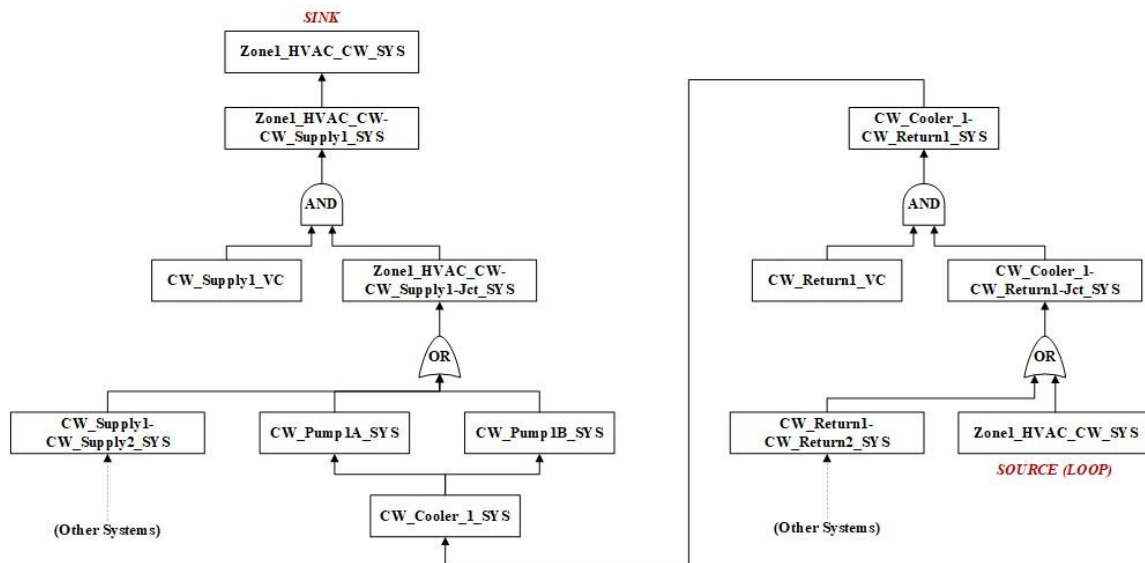 SINK
Zone1_HVAC_CW_SYS
Zone1_HVAC_CW-
CW_Supply1_SYS
AND
CW_Supply1_VC
Zone1_HVAC_CW-
CW_Supply1-Jct_SYS
OR
CW_Supply1-
CW_Supply2_SYS
CW_Pump1A_SYS
CW_Pump1B_SYS
(Other Systems)
CW_Cooler_1_SYS
CW_Cooler_1-
CW_Return1_SYS
AND
CW_Return1_VC
CW_Cooler_1-
CW_Return1-Jct_SYS
OR
CW_Return1-
CW_Return2_SYS
Zone1_HVAC_CW_SYS
SOURCE (LOOP)
(Other Systems)